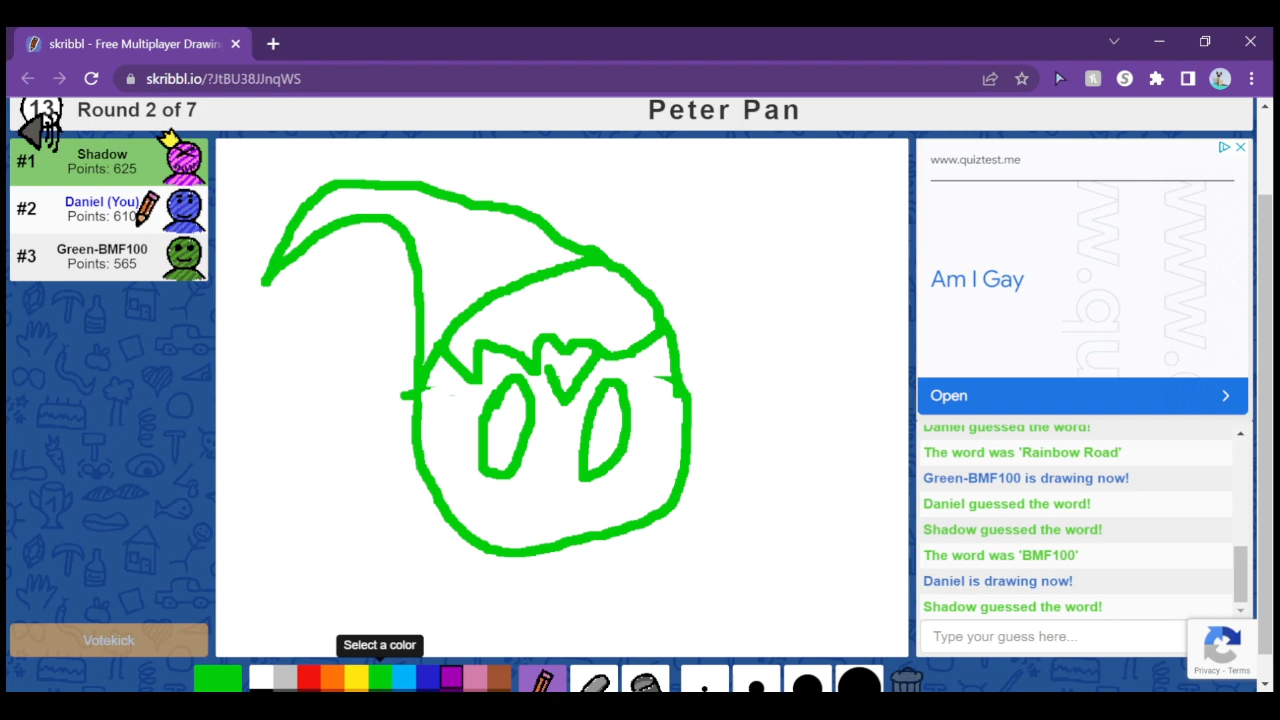 skribbl - Free Multiplayer Drawin
skribbl.io/?JtBU38JJnqWS
13
Round 2 of 7
Peter Pan
#1
Shadow
Points: 625
#2
Daniel (You)
Points: 610
#3
Green-BMF100
Points: 565
www.quiztest.me
Am I Gay
Open
Daniel guessed the word!
The word was 'Rainbow Road'
Green-BMF100 is drawing now!
Daniel guessed the word!
Shadow guessed the word!
The word was 'BMF100'
Daniel is drawing now!
Shadow guessed the word!
Type your guess here...
Votekick
Select a color
Privacy - Terms